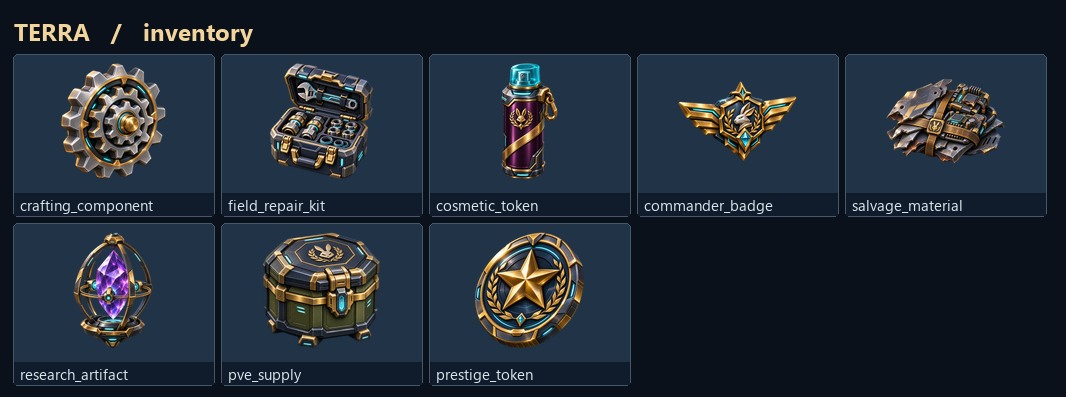 TERRA / inventory
crafting_component
field_repair_kit
cosmetic_token
commander_badge
salvage_material
research_artifact
pve_supply
prestige_token